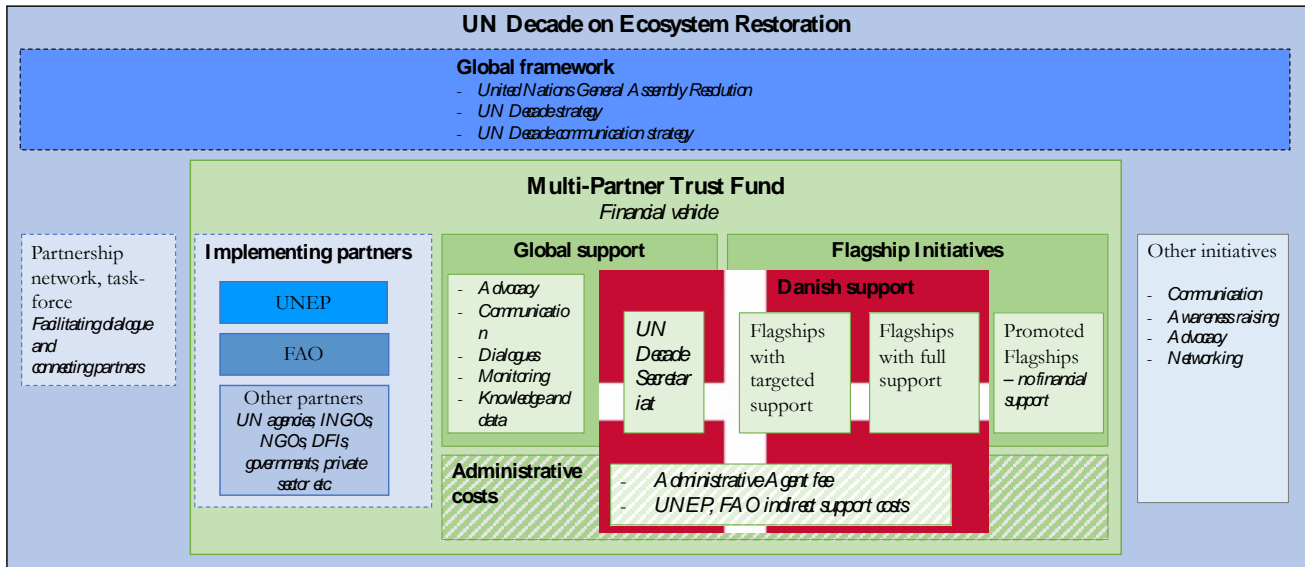 UN Decade on Ecosystem Restoration
Global framework
- United Nations General Assembly Resolution
- UN Decade strategy
- UN Decade communication strategy
Multi-Partner Trust Fund
Financial vehicle
Partnership
network, task-
force
Facilitating dialogue
and
connecting partners
Implementing partners
UNEP
FAO
Other partners
UN agencies, INGOs,
NGOs, DFIs,
governments, private
sector etc
Global support
- Advocacy
- Communicatio
n
- Dialogues
- Monitoring
- Knowledge and
data
UN
Decade
Secretar
iat
Flagship Initiatives
Danish support
Flagships
with
targeted
support
Flagships
with full
support
Promoted
Flagships
– no financial
support
Administrative
costs
- Administrative Agent fee
- UNEP, FAO indirect support costs
Other initiatives
- Communication
- Awareness raising
- Advocacy
- Networking